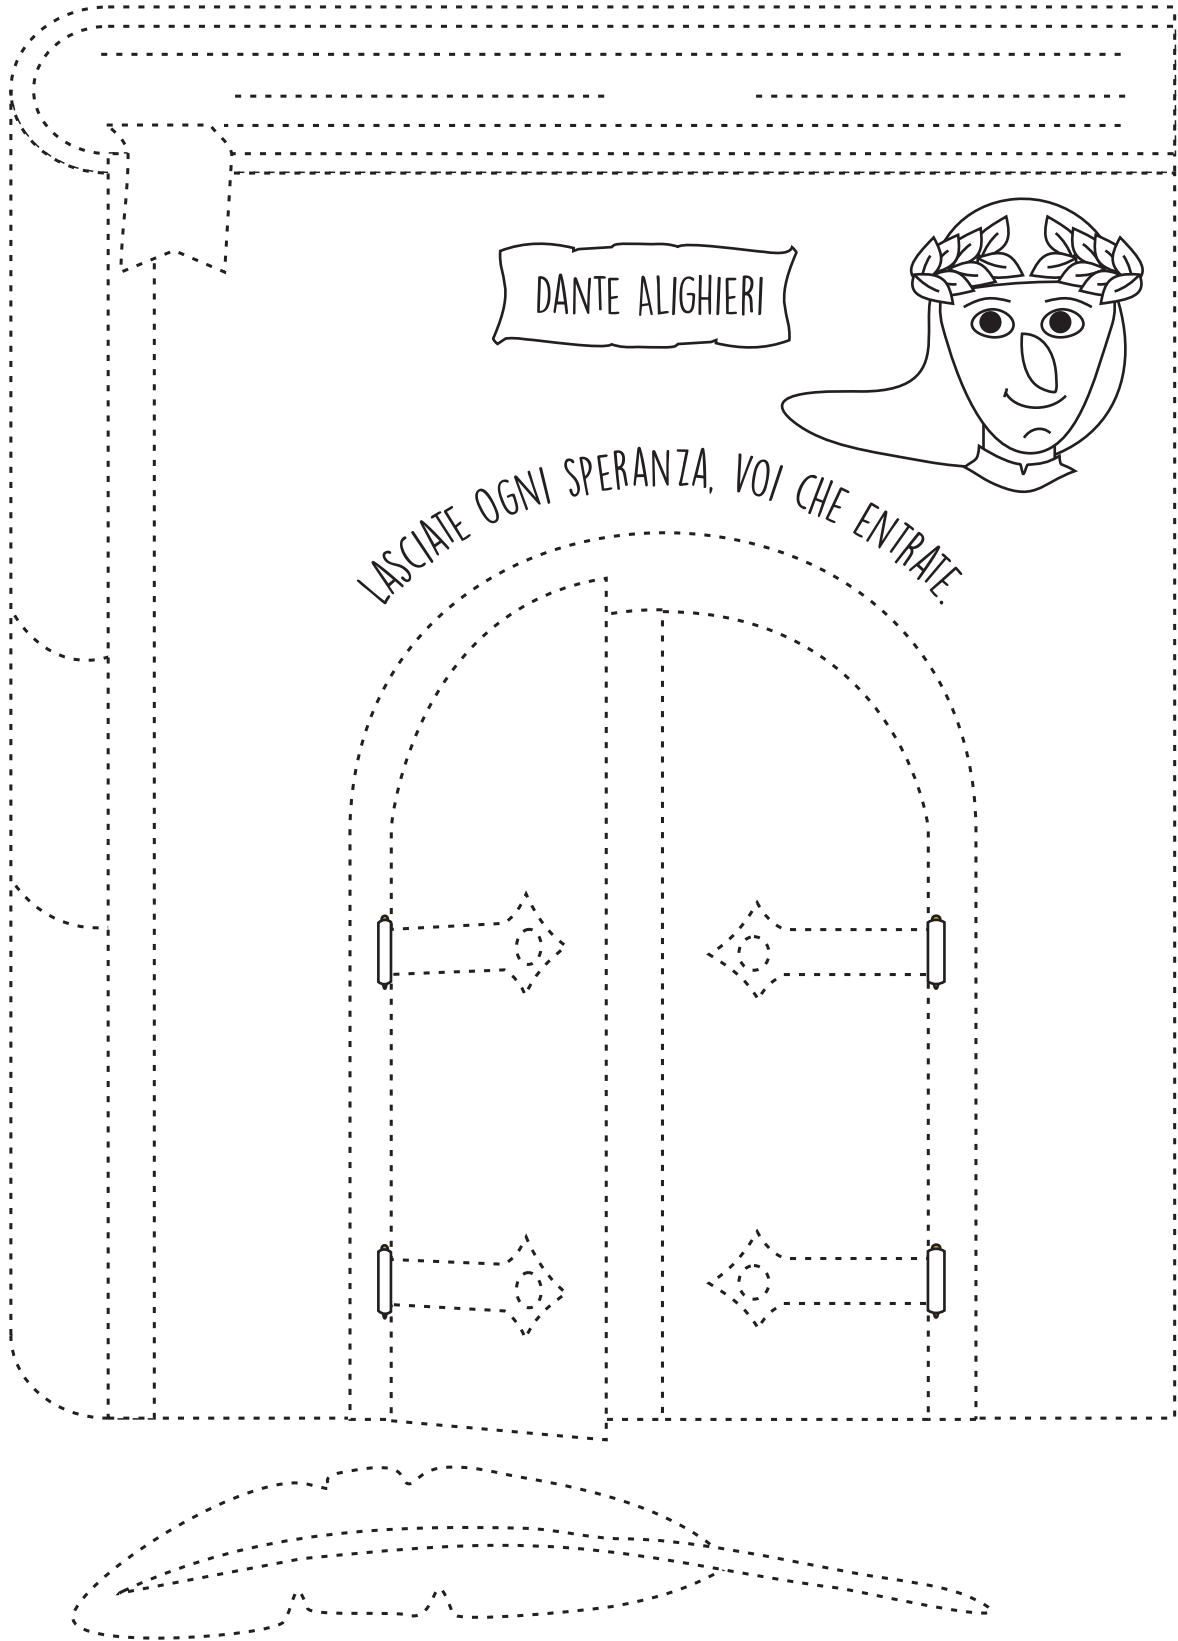 DANTE ALIGHIERI
LASCIATE OGNI SPERANZA, VOI CHE ENTRATE.